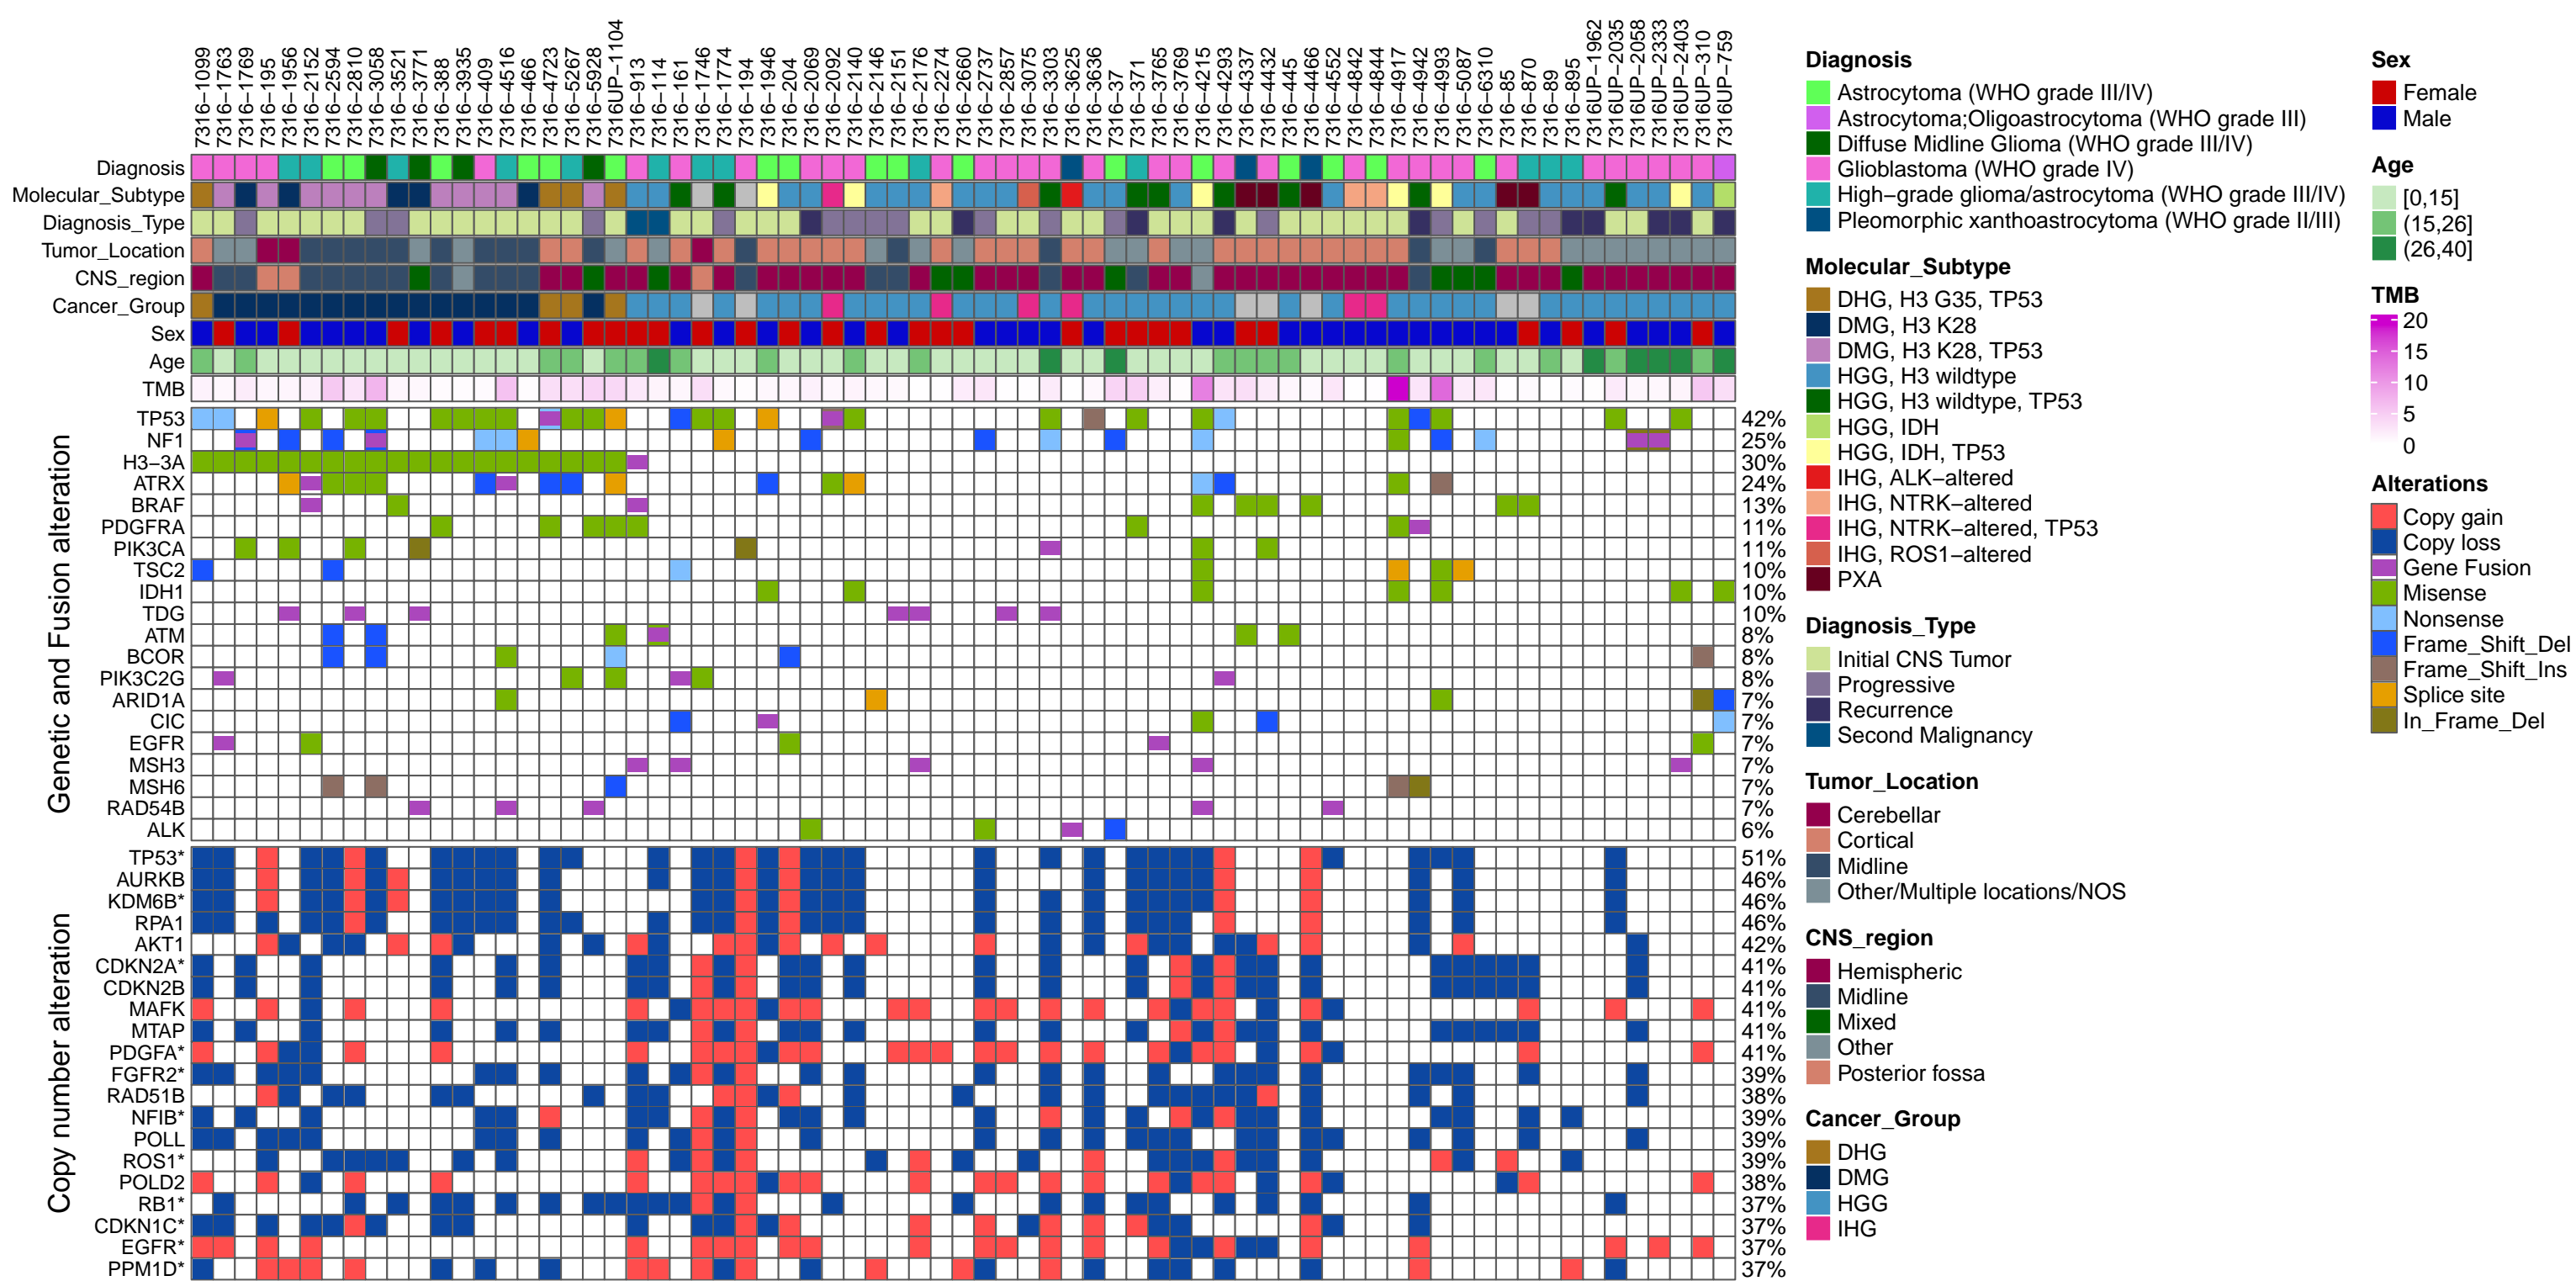 7316−1099
7316−1763
7316−1769
7316−195
7316−1956
7316−2152
7316−2594
7316−2810
7316−3058
7316−3521
7316−3771
7316−388
7316−3935
7316−409
7316−4516
7316−466
7316−4723
7316−5267
7316−5928
7316UP−1104
7316−913
7316−114
7316−161
7316−1746
7316−1774
7316−194
7316−1946
7316−204
7316−2069
7316−2092
7316−2140
7316−2146
7316−2151
7316−2176
7316−2274
7316−2660
7316−2737
7316−2857
7316−3075
7316−3303
7316−3625
7316−3636
7316−37
7316−371
7316−3765
7316−3769
7316−4215
7316−4293
7316−4337
7316−4432
7316−445
7316−4466
7316−4552
7316−4842
7316−4844
7316−4917
7316−4942
7316−4993
7316−5087
7316−6310
7316−85
7316−870
7316−89
7316−895
7316UP−1962
7316UP−2035
7316UP−2058
7316UP−2333
7316UP−2403
7316UP−310
7316UP−759
Diagnosis
Molecular_Subtype
Diagnosis_Type
Tumor_Location
CNS_region
Cancer_Group
Sex
Age
TMB
Genetic and Fusion alteration
TP53 42%
NF1 25%
H3−3A 30%
ATRX 24%
BRAF 13%
PDGFRA 11%
PIK3CA 11%
TSC2 10%
IDH1 10%
TDG 10%
ATM 8%
BCOR 8%
PIK3C2G 8%
ARID1A 7%
CIC 7%
EGFR 7%
MSH3 7%
MSH6 7%
RAD54B 7%
ALK 6%
Copy number alteration
TP53* 51%
AURKB 46%
KDM6B* 46%
RPA1 46%
AKT1 42%
CDKN2A* 41%
CDKN2B 41%
MAFK 41%
MTAP 41%
PDGFA* 41%
FGFR2* 39%
RAD51B 38%
NFIB* 39%
POLL 39%
ROS1* 39%
POLD2 38%
RB1* 37%
CDKN1C* 37%
EGFR* 37%
PPM1D* 37%
Diagnosis
Astrocytoma (WHO grade III/IV)
Astrocytoma;Oligoastrocytoma (WHO grade III)
Diffuse Midline Glioma (WHO grade III/IV)
Glioblastoma (WHO grade IV)
High−grade glioma/astrocytoma (WHO grade III/IV)
Pleomorphic xanthoastrocytoma (WHO grade II/III)
Molecular_Subtype
DHG, H3 G35, TP53
DMG, H3 K28
DMG, H3 K28, TP53
HGG, H3 wildtype
HGG, H3 wildtype, TP53
HGG, IDH
HGG, IDH, TP53
IHG, ALK−altered
IHG, NTRK−altered
IHG, NTRK−altered, TP53
IHG, ROS1−altered
PXA
Diagnosis_Type
Initial CNS Tumor
Progressive
Recurrence
Second Malignancy
Tumor_Location
Cerebellar
Cortical
Midline
Other/Multiple locations/NOS
CNS_region
Hemispheric
Midline
Mixed
Other
Posterior fossa
Cancer_Group
DHG
DMG
HGG
IHG
Sex
Female
Male
Age
[0,15]
(15,26]
(26,40]
TMB
20
15
10
5
0
Alterations
Copy gain
Copy loss
Gene Fusion
Misense
Nonsense
Frame_Shift_Del
Frame_Shift_Ins
Splice site
In_Frame_Del